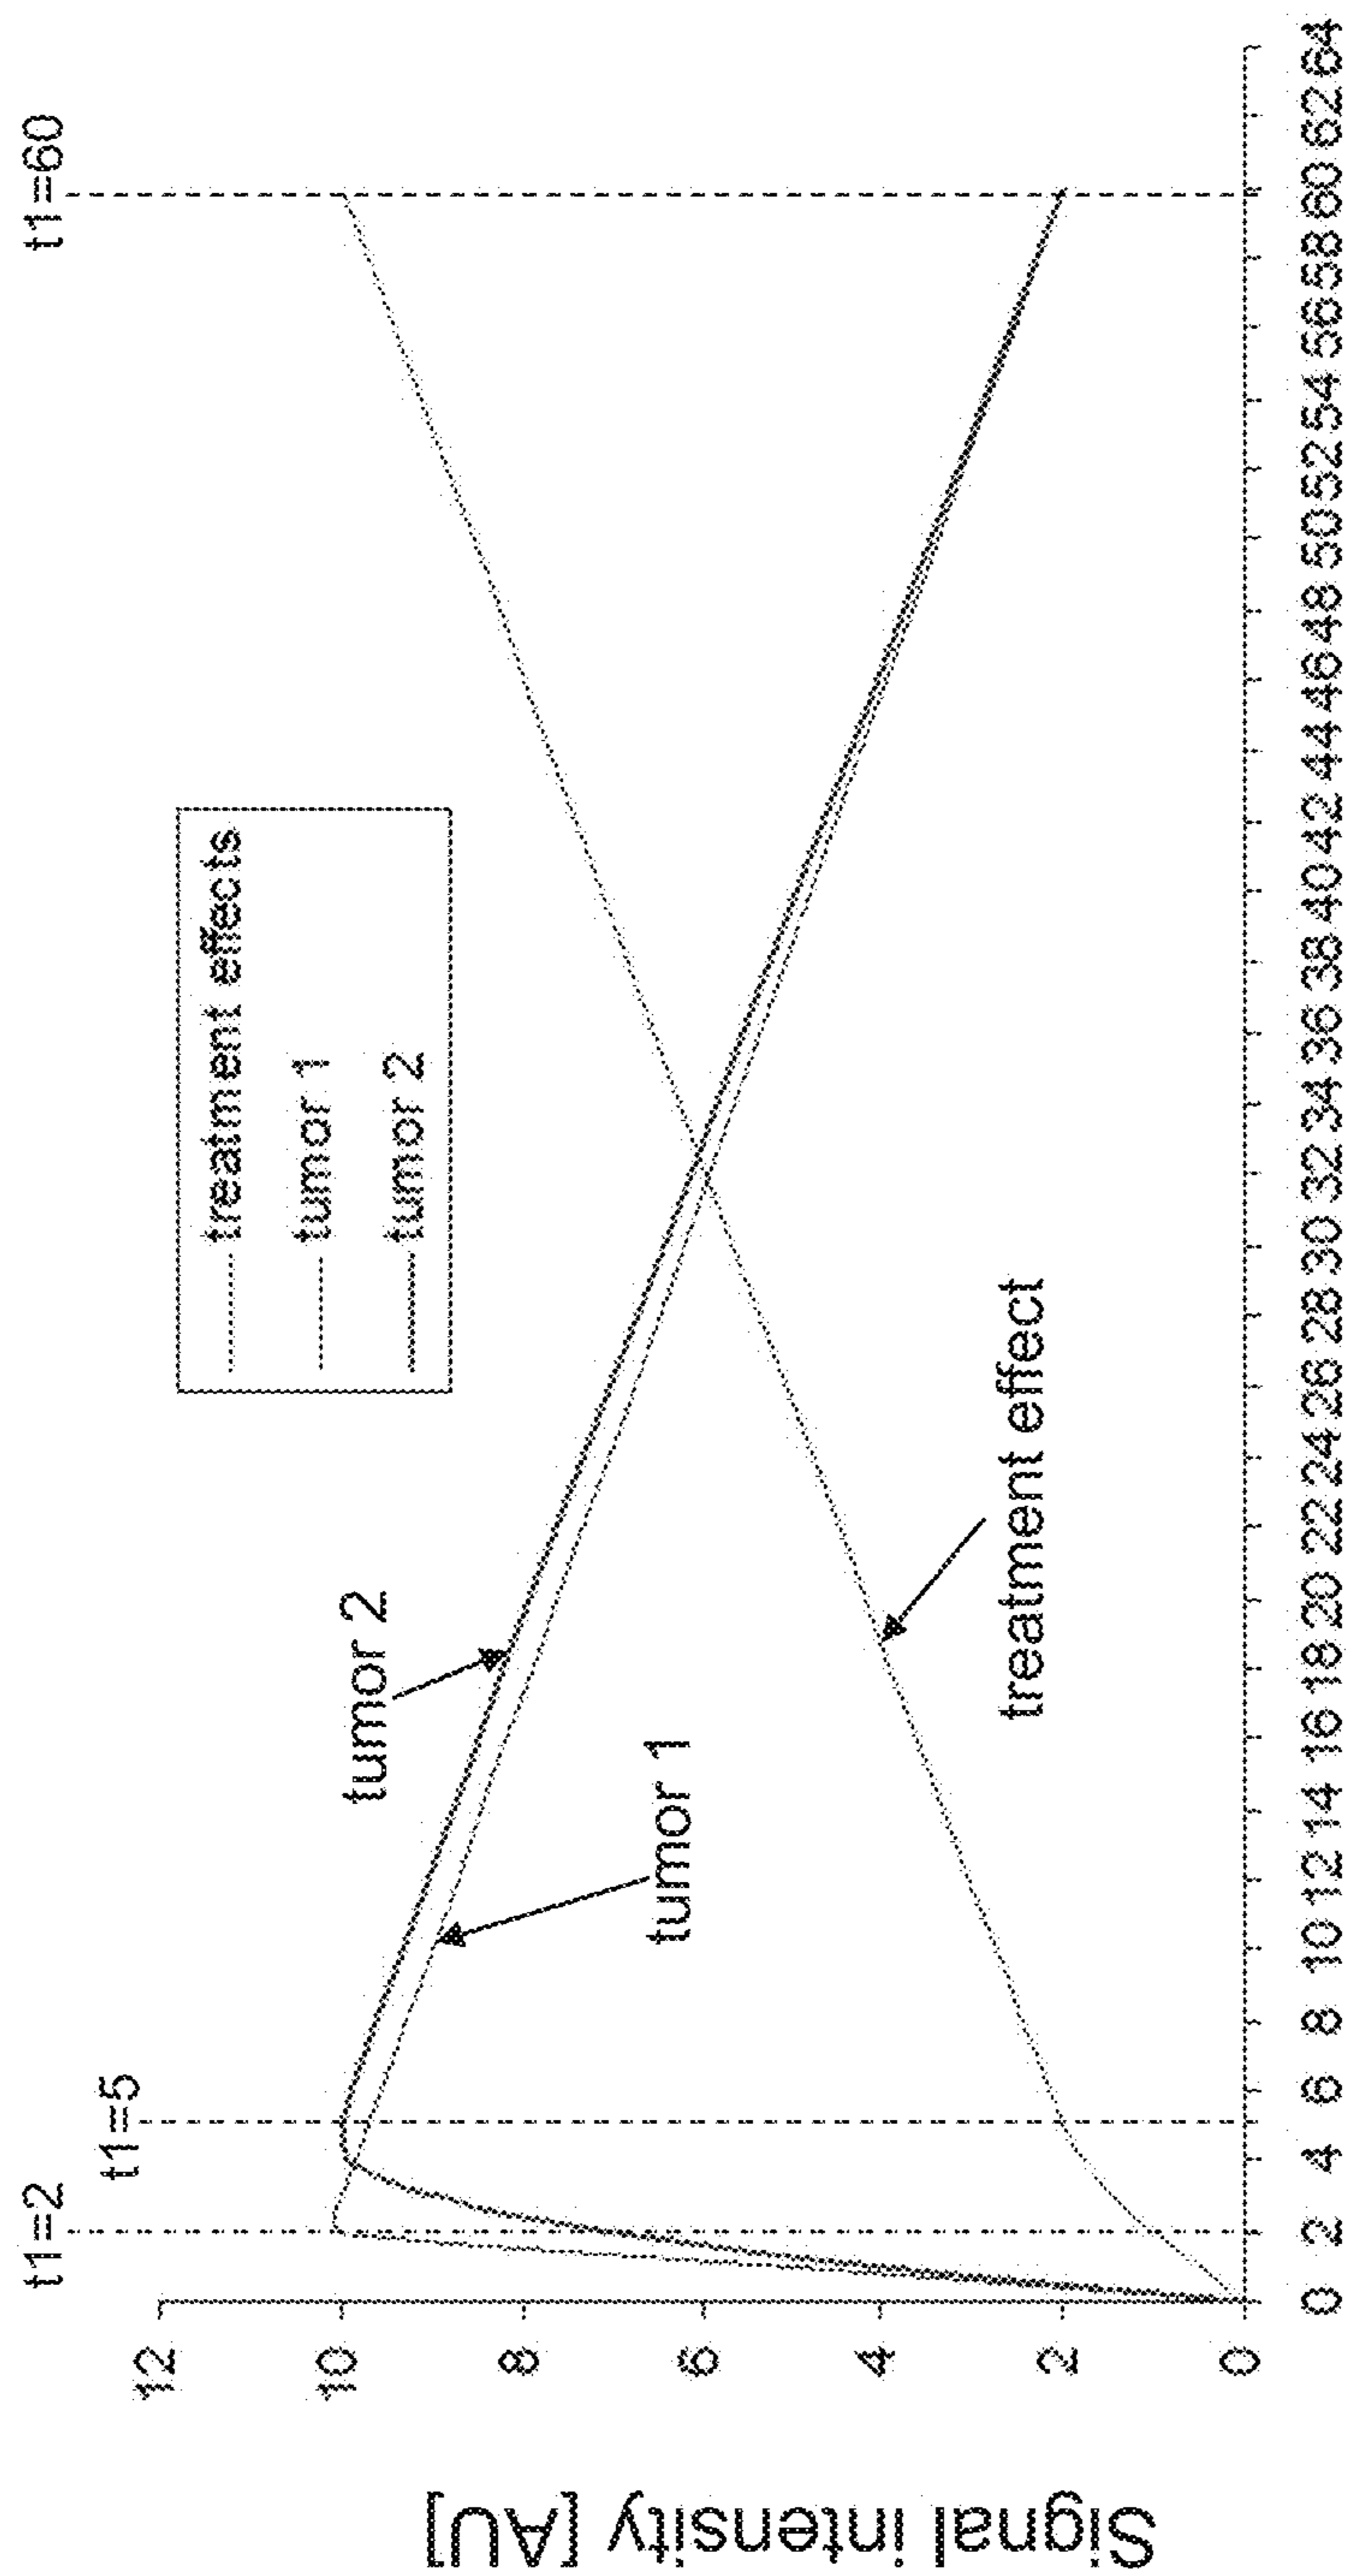 t1=2
t1=5
t1=60
treatment effects
tumor 1
tumor 2
tumor 2
tumor 1
treatment effect
Signal intensity [AU]
12
10
8
6
4
2
0
0 2 4 6 8 10 12 14 16 18 20 22 24 26 28 30 32 34 36 38 40 42 44 46 48 50 52 54 56 58 60 62 64